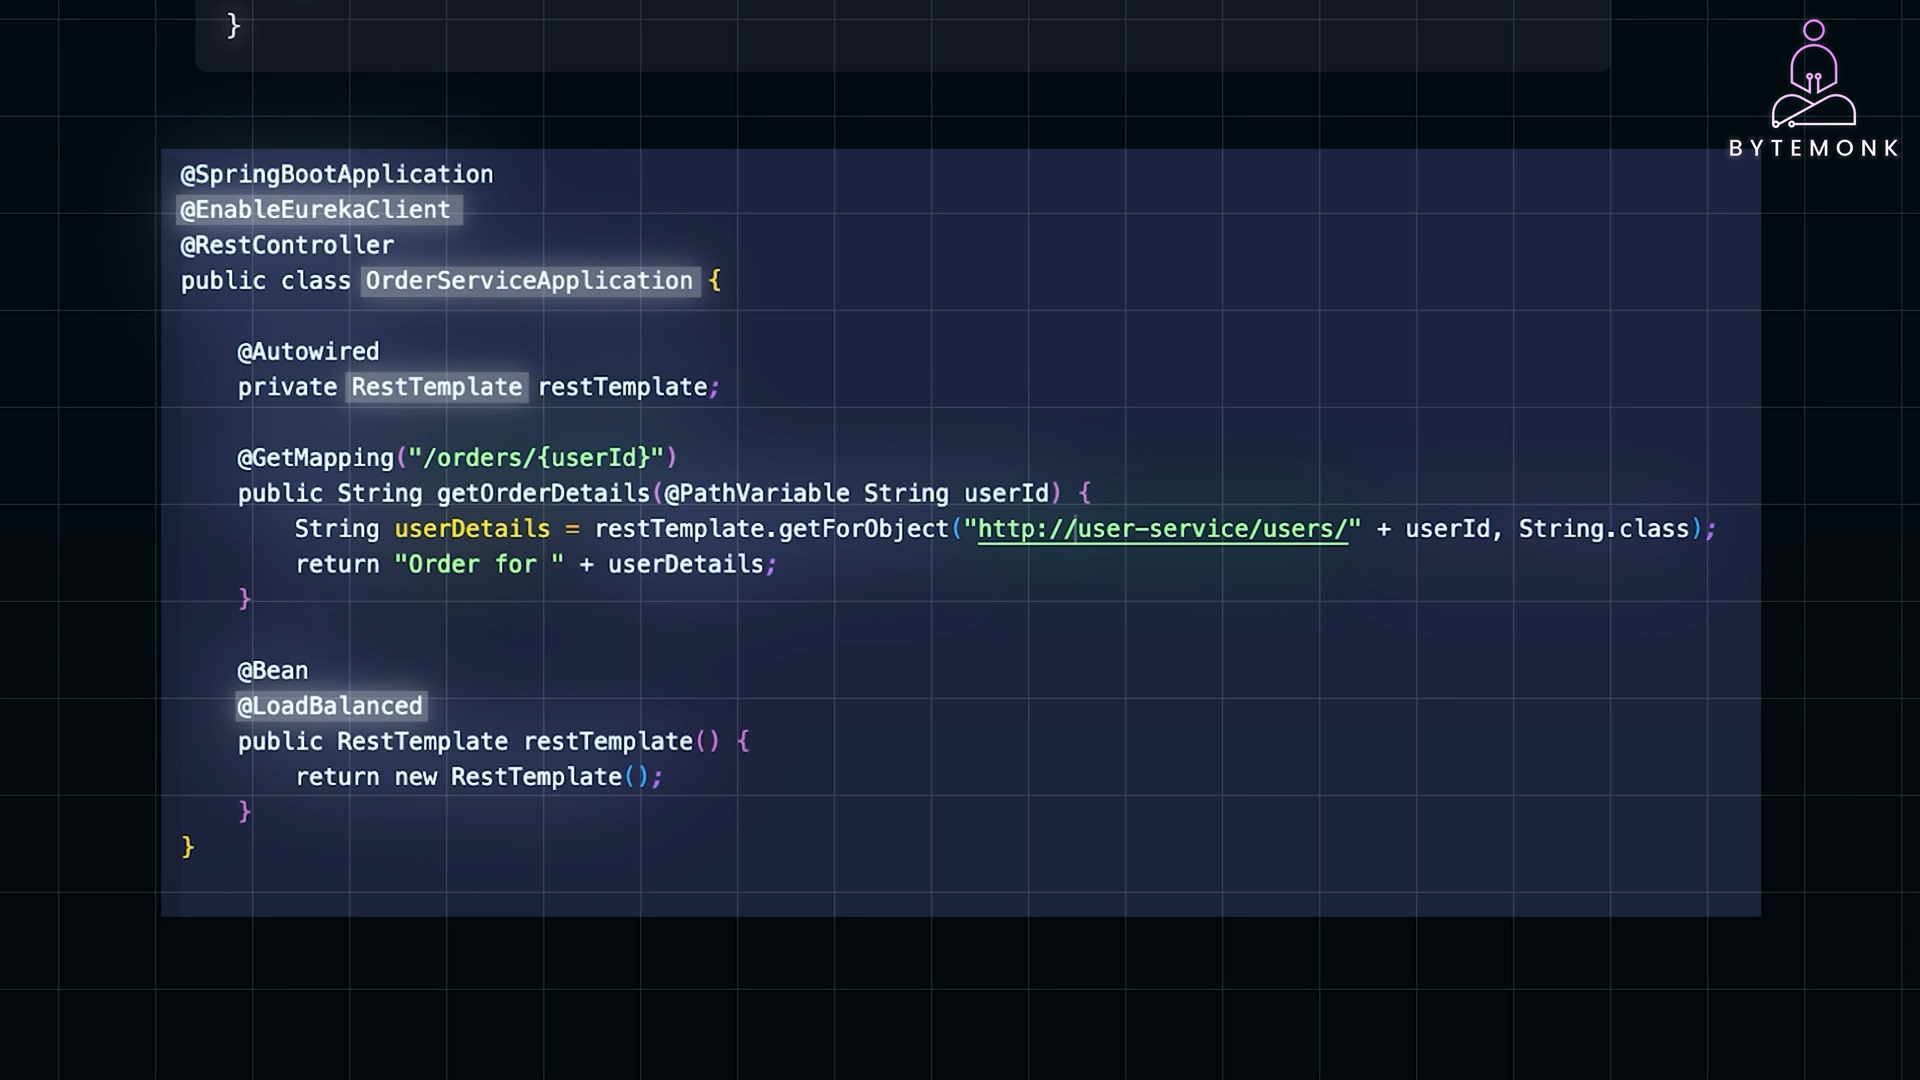 }
BYTEMONK
@SpringBootApplication
@EnableEurekaClient
@RestController
public class OrderServiceApplication {
@Autowired
private RestTemplate restTemplate;
@GetMapping("/orders/{userId}")
public String getOrderDetails(@PathVariable String userId) {
String userDetails = restTemplate.getForObject("http://user-service/users/" + userId, String.class);
return "Order for " + userDetails;
}
@Bean
@LoadBalanced
public RestTemplate restTemplate() {
return new RestTemplate();
}
}